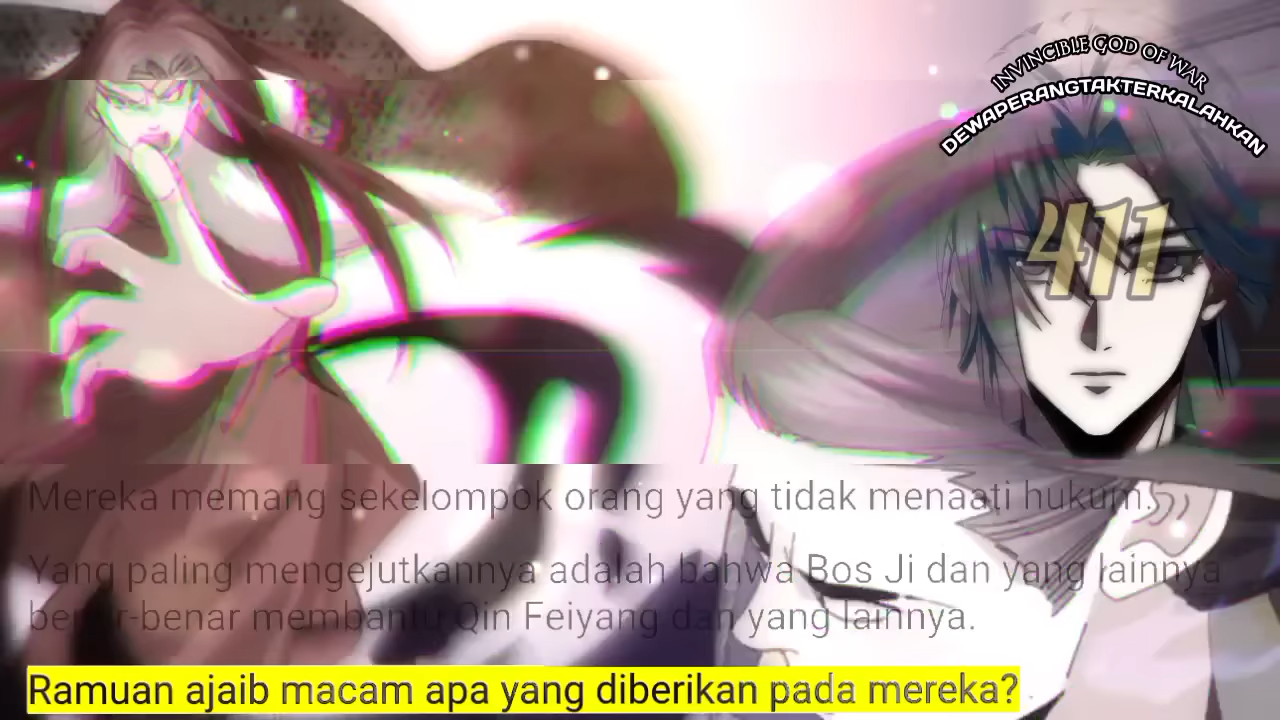 INVINCIBLE GOD OF WAR
DEWAPERANGTAKTERKALAHKAN
411
Mereka memang sekelompok orang yang tidak menaati hukum.
Yang paling mengejutkannya adalah bahwa Bos Ji dan yang lainnya
benar-benar membantu Qin Feiyang dan yang lainnya.
Ramuan ajaib macam apa yang diberikan pada mereka?